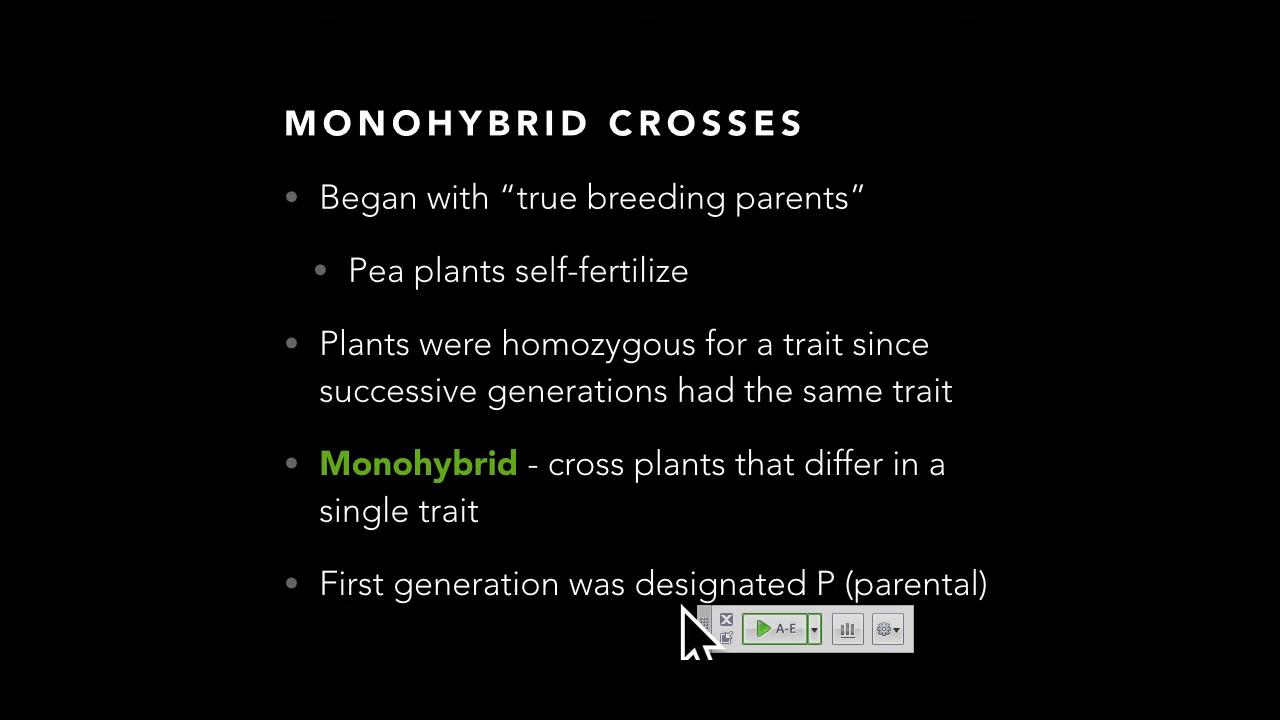 MONOHYBRID CROSSES
• Began with “true breeding parents”
• Pea plants self-fertilize
• Plants were homozygous for a trait since
successive generations had the same trait
• Monohybrid - cross plants that differ in a
single trait
• First generation was designated P (parental)
A-E